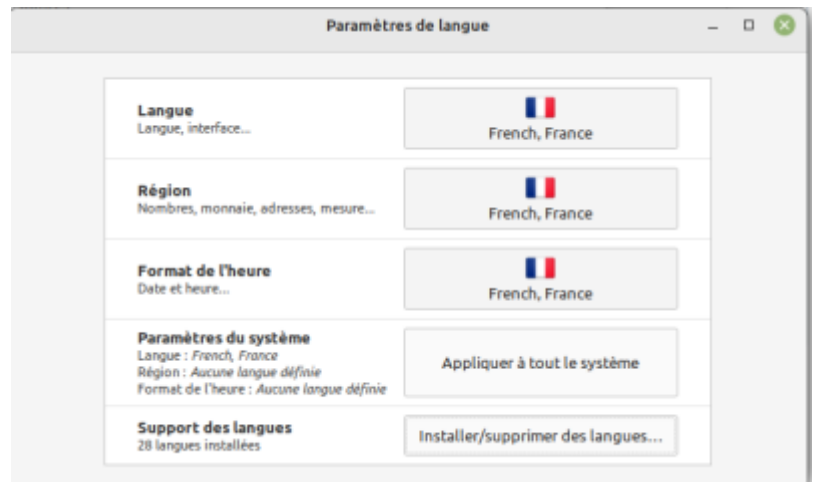 Paramètres de langue
Langue
Langue, interface...
French, France
Région
Nombres, monnaie, adresses, mesure...
French, France
Format de l'heure
Date et heure...
French, France
Paramètres du système
Langue : French, France
Région : Aucune langue définie
Format de l'heure : Aucune langue définie
Appliquer à tout le système
Support des langues
28 langues installées
Installer/supprimer des langues...